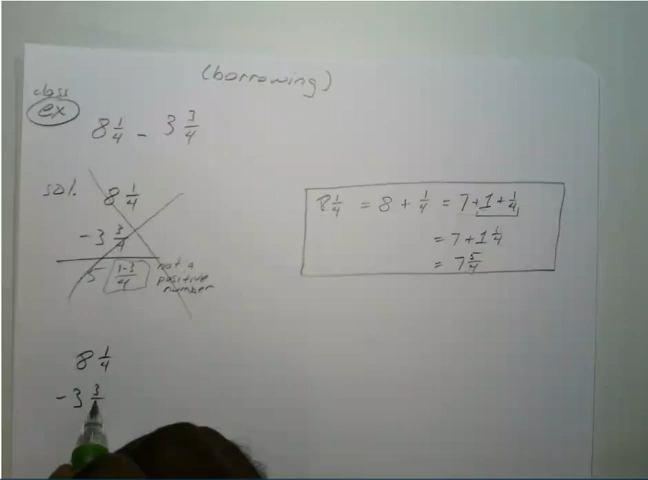 (borrowing)
class
ex
8 1/4 - 3 3/4
sol.
8 1/4
- 3 3/4
5 1-3/4
not a
positive
number
8 1/4 = 8 + 1/4 = 7+1+1/4
= 7+1 1/4
= 7 5/4
8 1/4
- 3 3/